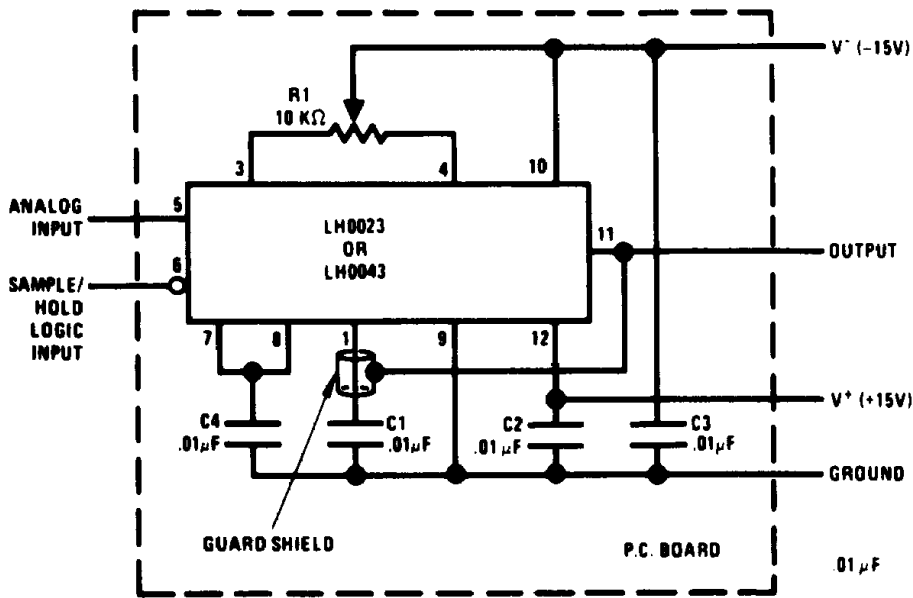 V⁻ (−15V)
R1
10 KΩ
3
4
10
ANALOG
INPUT
5
LH0023
OR
LH0043
11
OUTPUT
6
SAMPLE/
HOLD
LOGIC
INPUT
7
8
1
9
12
V⁺ (+15V)
C4
.01μF
C1
.01μF
C2
.01μF
C3
.01μF
GROUND
GUARD SHIELD
P.C. BOARD
.01μF